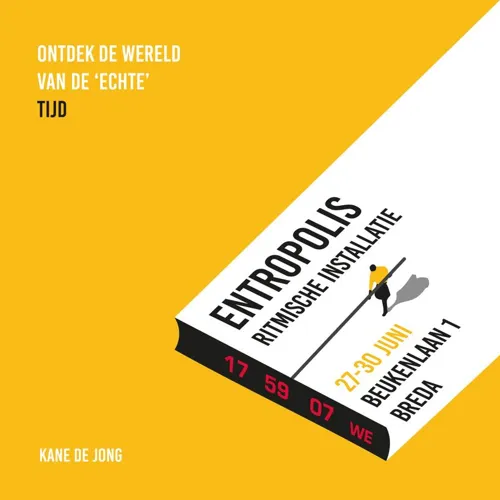 ONTDEK DE WERELD
VAN DE ‘ECHTE’
TIJD
ENTROPOLIS
RITMISCHE INSTALLATIE
27-30 JUNI
BEUKENLAAN 1
BREDA
17 59 07 WE
KANE DE JONG